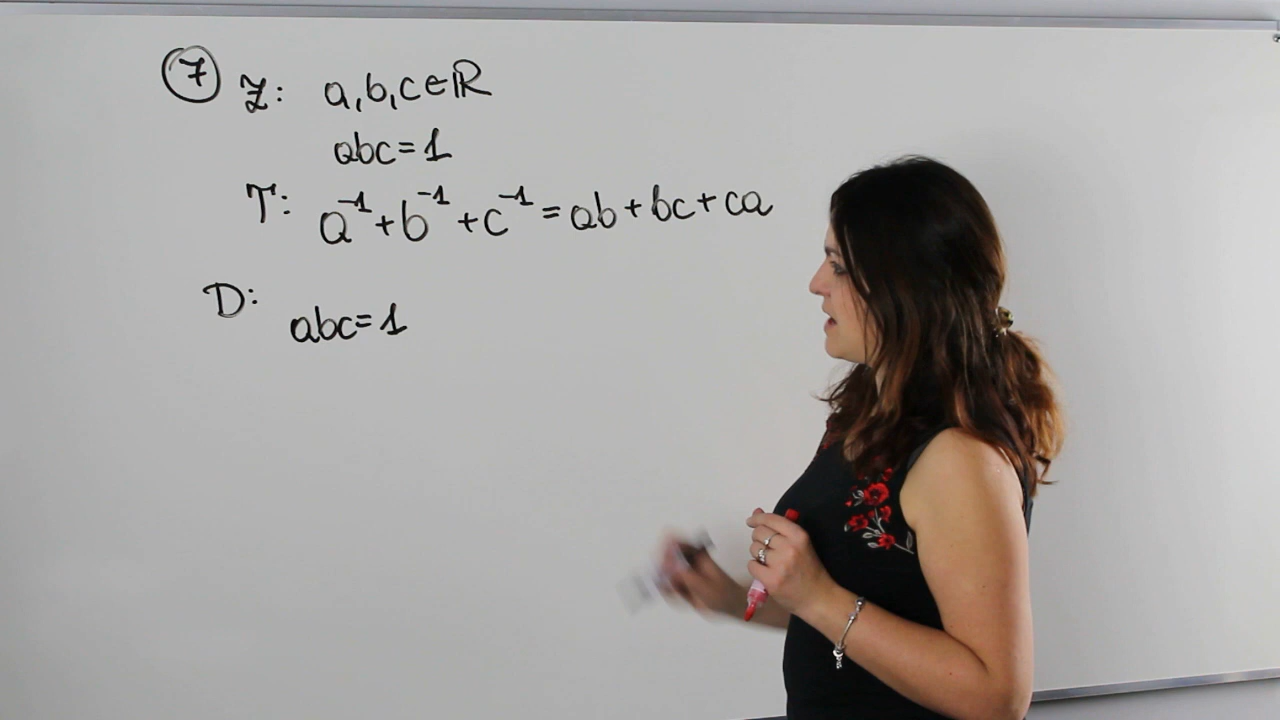 7 Z: a,b,c∈ℝ
abc=1
T: a⁻¹+b⁻¹+c⁻¹=ab+bc+ca
D:
abc=1